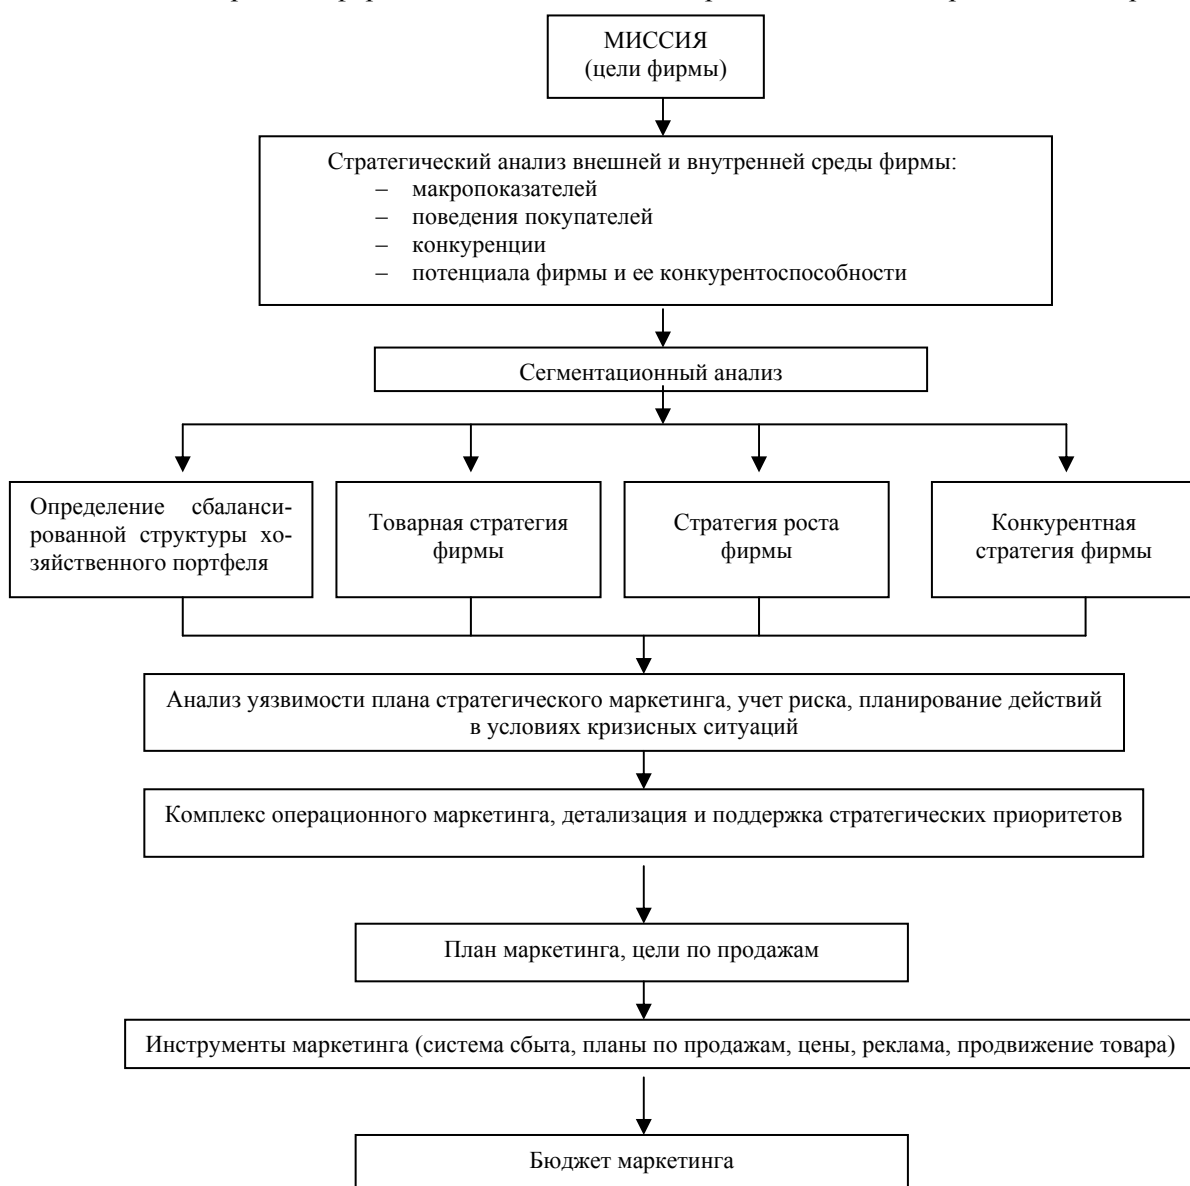 МИССИЯ
(цели фирмы)
Стратегический анализ внешней и внутренней среды фирмы:
– макропоказателей
– поведения покупателей
– конкуренции
– потенциала фирмы и ее конкурентоспособности
Сегментационный анализ
Определение сбаланси-
рованной структуры хо-
зяйственного портфеля
Товарная стратегия
фирмы
Стратегия роста
фирмы
Конкурентная
стратегия фирмы
Анализ уязвимости плана стратегического маркетинга, учет риска, планирование действий
в условиях кризисных ситуаций
Комплекс операционного маркетинга, детализация и поддержка стратегических приоритетов
План маркетинга, цели по продажам
Инструменты маркетинга (система сбыта, планы по продажам, цены, реклама, продвижение товара)
Бюджет маркетинга